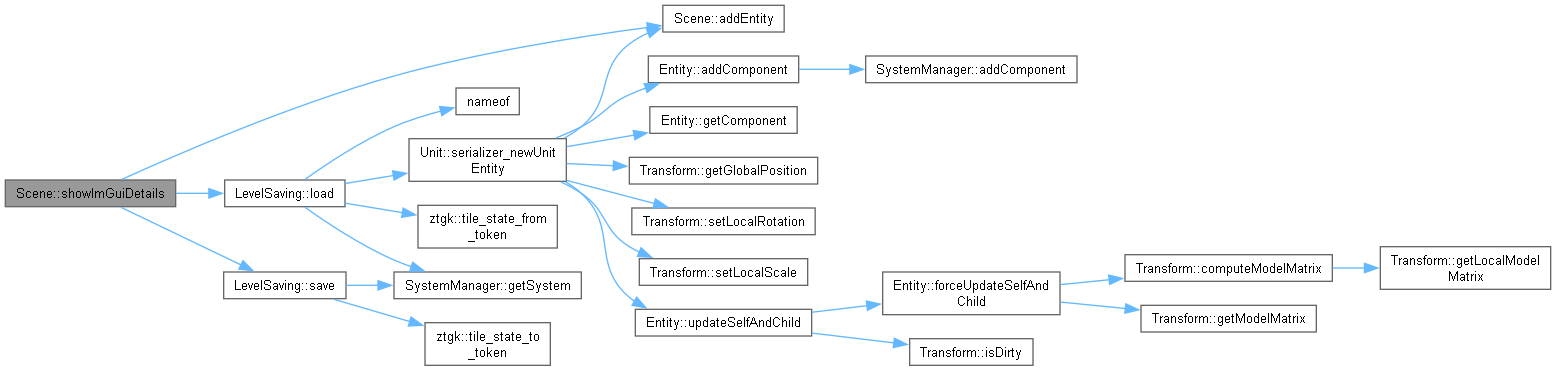 Scene::showImGuiDetails
Scene::addEntity
LevelSaving::load
nameof
Unit::serializer_newUnit
Entity
Entity::addComponent
SystemManager::addComponent
Entity::getComponent
Transform::getGlobalPosition
Transform::setLocalRotation
Transform::setLocalScale
Entity::updateSelfAndChild
Entity::forceUpdateSelfAnd
Child
Transform::computeModelMatrix
Transform::getLocalModel
Matrix
Transform::getModelMatrix
Transform::isDirty
ztgk::tile_state_from
_token
SystemManager::getSystem
LevelSaving::save
ztgk::tile_state_to
_token